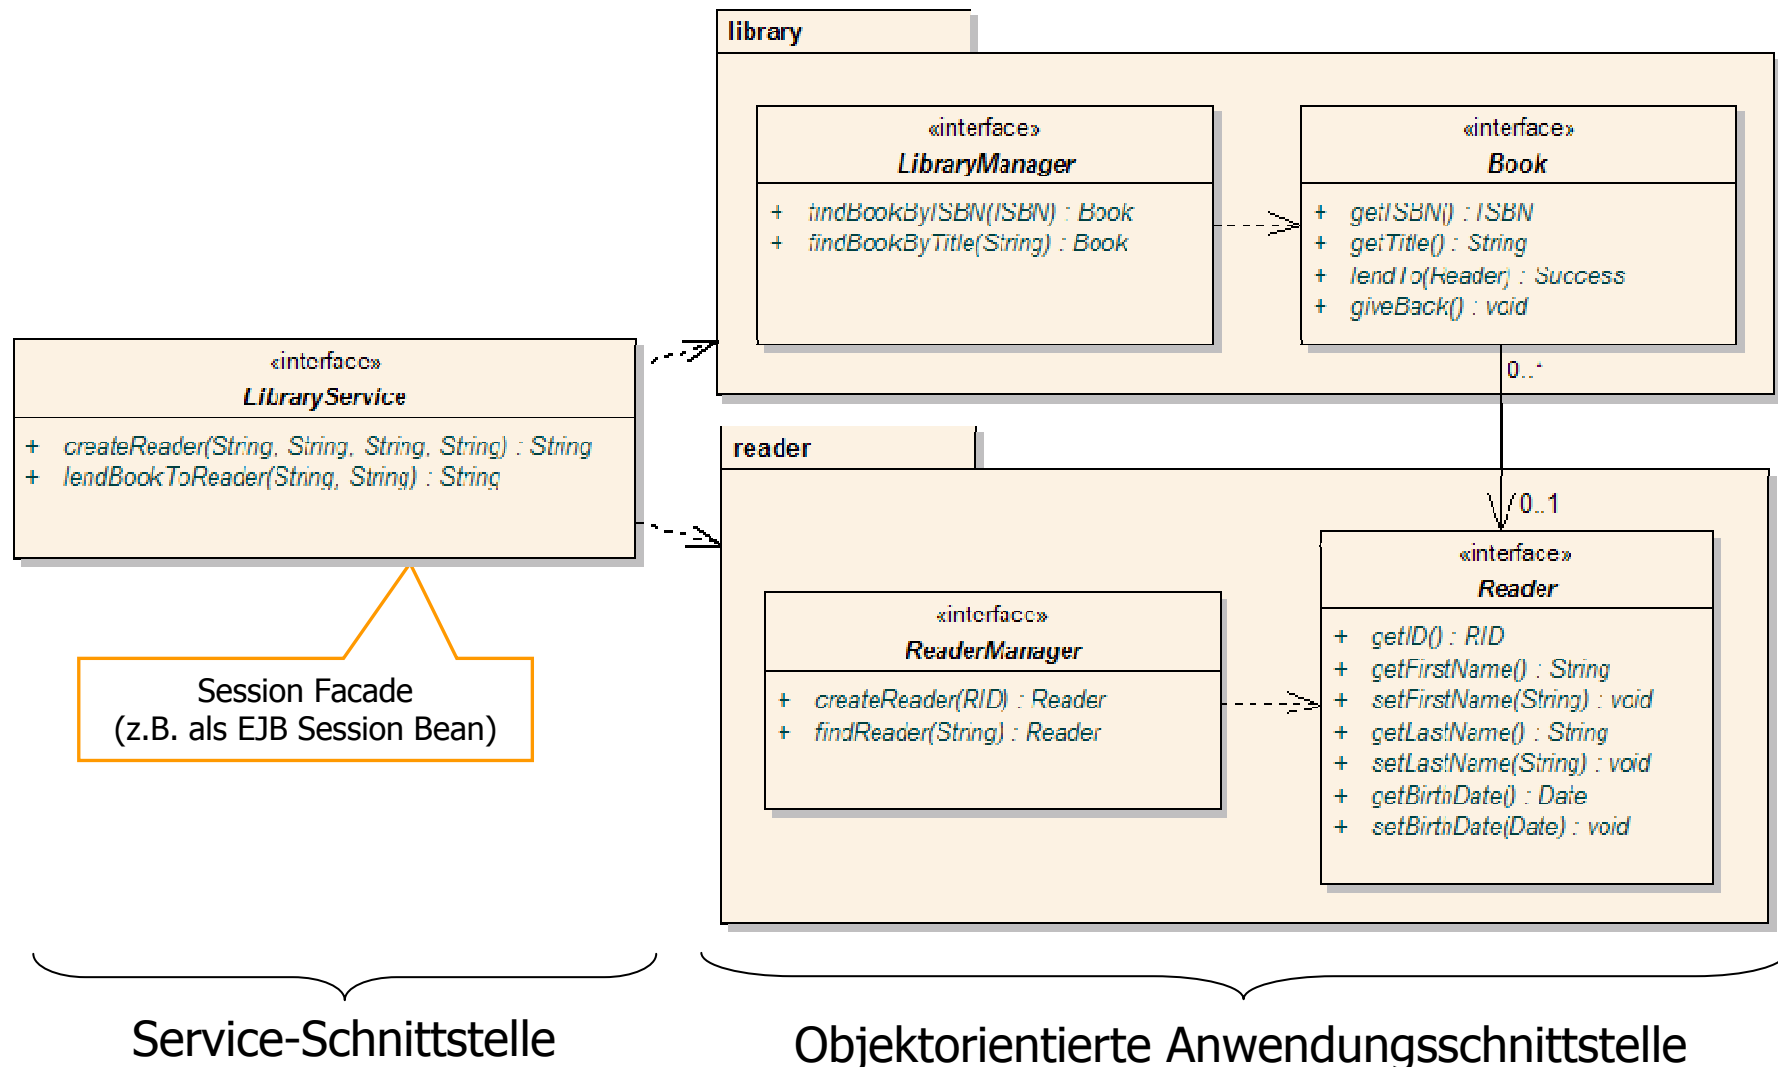 library
«interface»
LibraryManager
+ findBookByISBN(ISBN) : Book
+ findBookByTitle(String) : Book
«interface»
Book
+ getISBN() : ISBN
+ getTitle() : String
+ lendTo(Reader) : Success
+ giveBack() : void
0..*
«interface»
LibraryService
+ createReader(String, String, String, String) : String
+ lendBookToReader(String, String) : String
Session Facade
(z.B. als EJB Session Bean)
reader
0..1
«interface»
ReaderManager
+ createReader(RID) : Reader
+ findReader(String) : Reader
«interface»
Reader
+ getID() : RID
+ getFirstName() : String
+ setFirstName(String) : void
+ getLastName() : String
+ setLastName(String) : void
+ getBirthDate() : Date
+ setBirthDate(Date) : void
Service-Schnittstelle
Objektorientierte Anwendungsschnittstelle